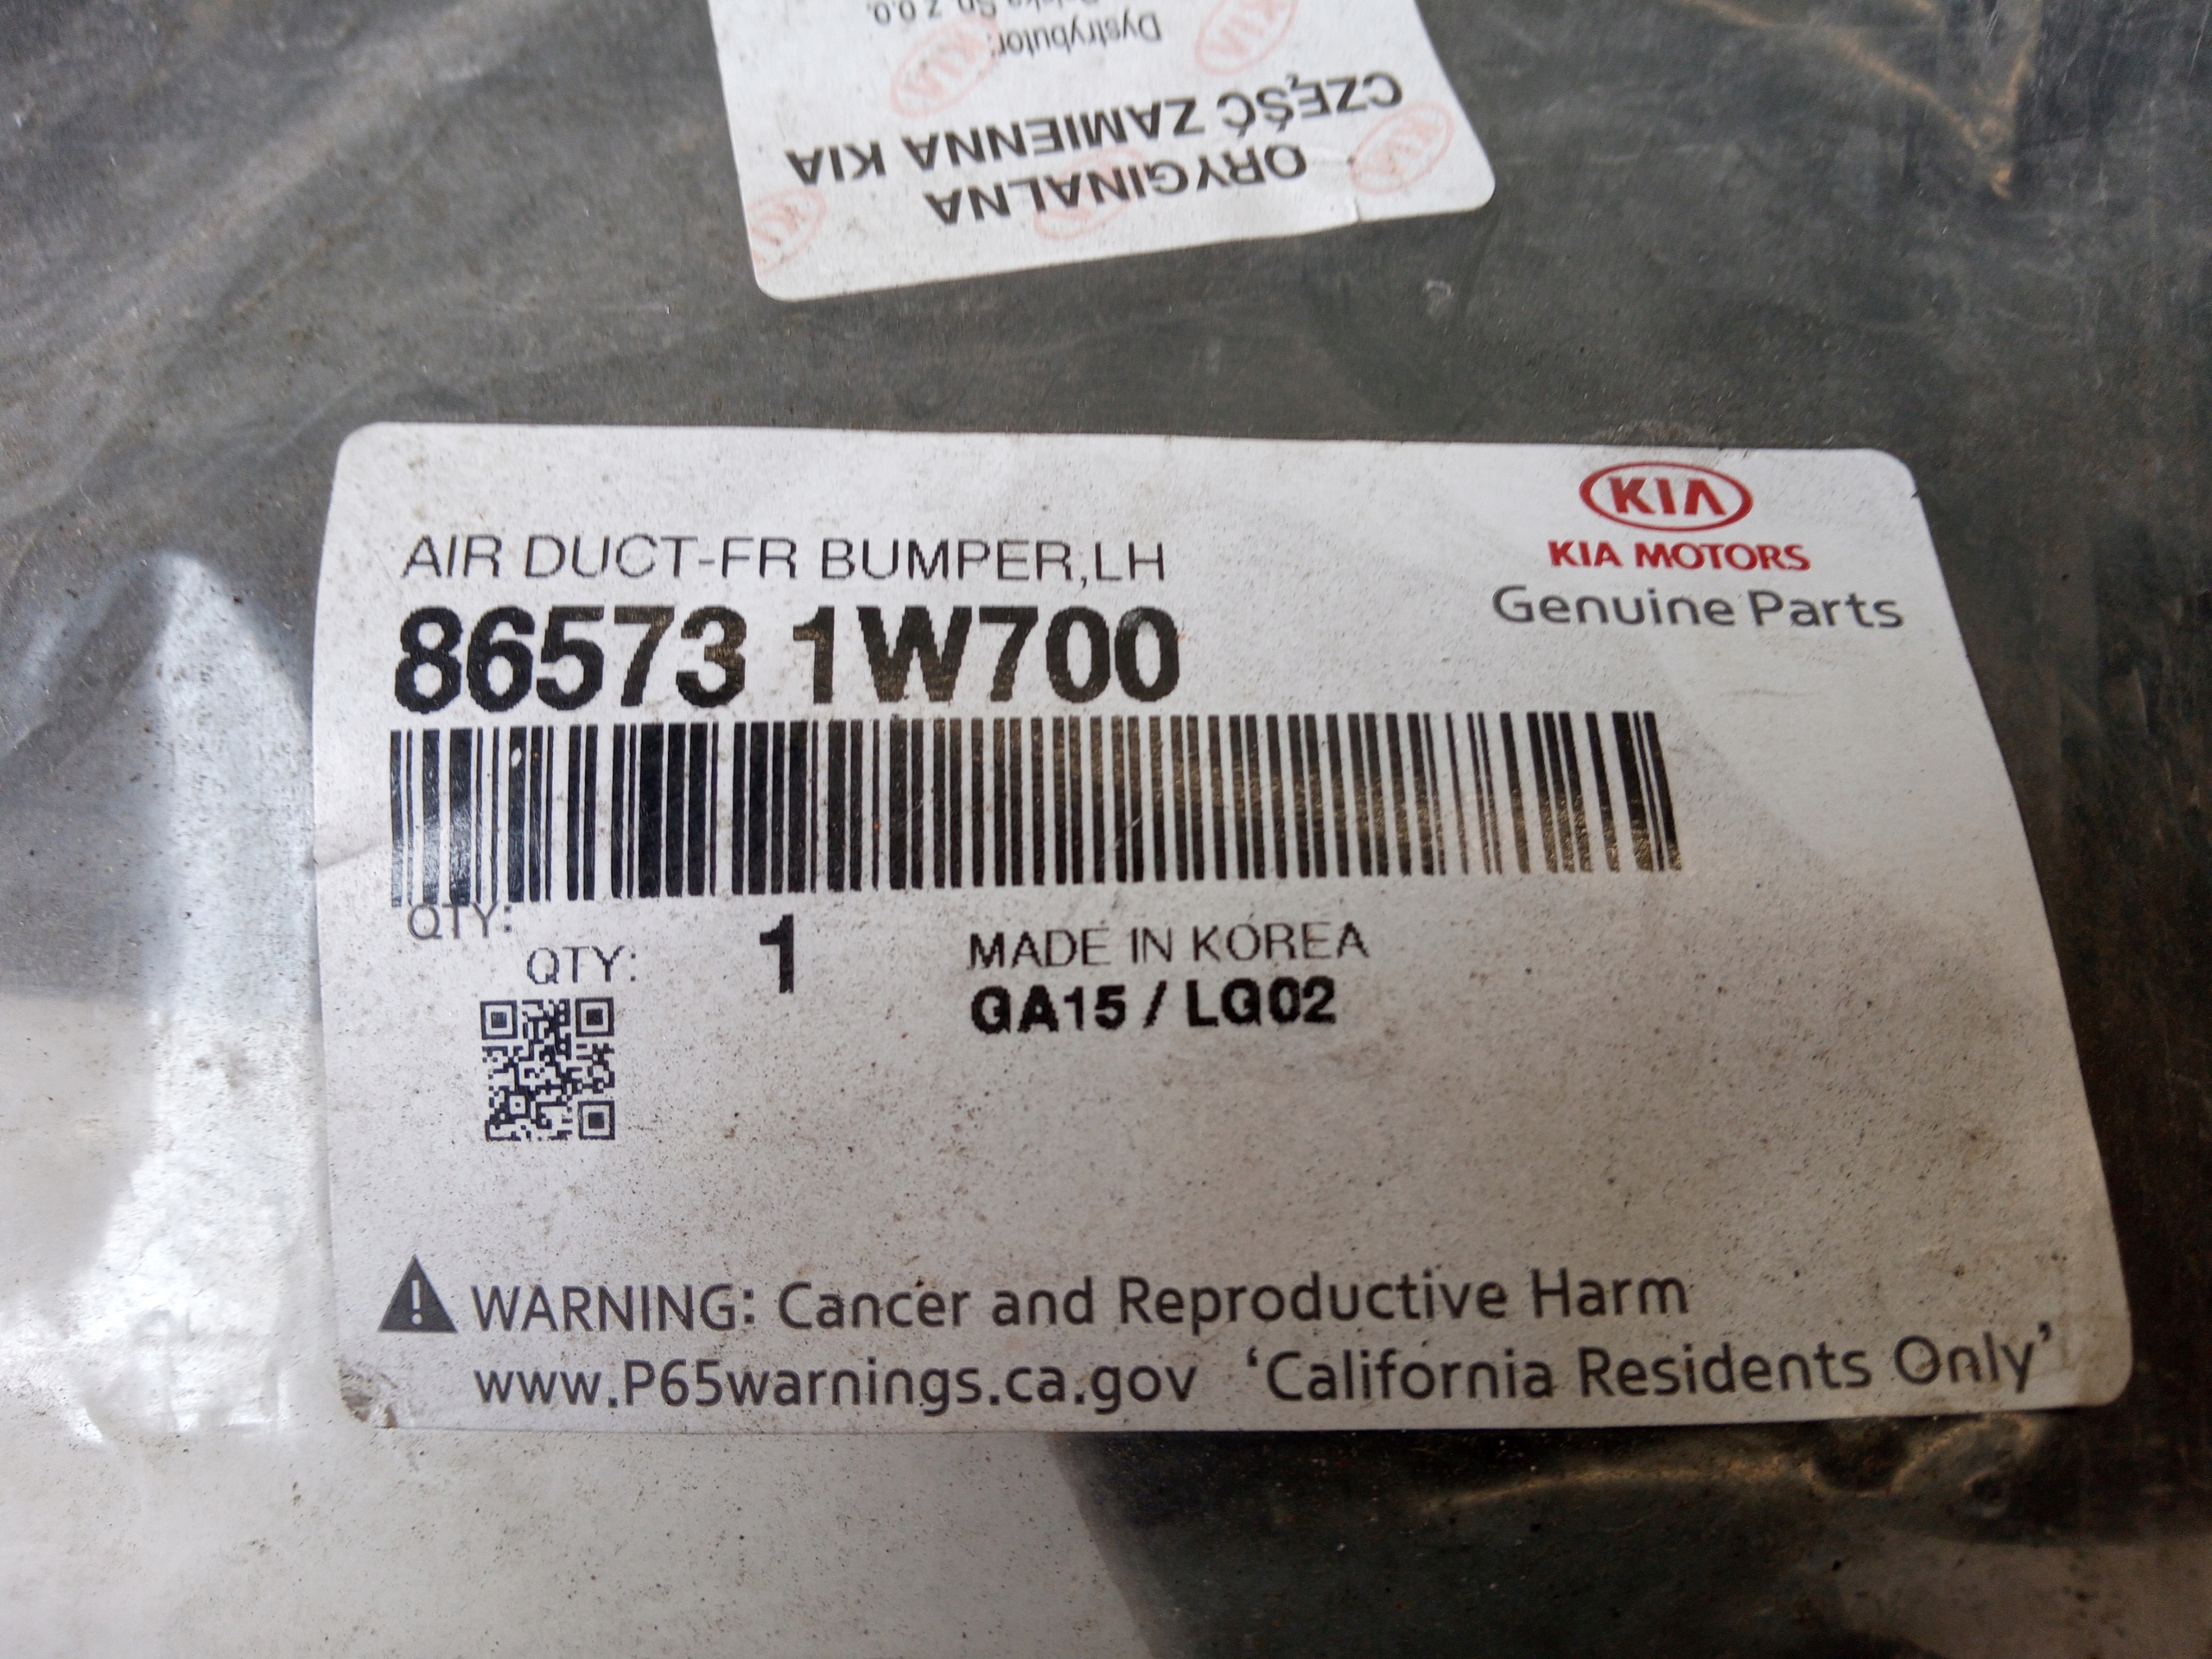 ORYGINALNA
CZĘŚĆ ZAMIENNA KIA
Dystrybutor:
Sp. z o.o.
KIA
KIA MOTORS
Genuine Parts
AIR DUCT-FR BUMPER,LH
86573 1W700
QTY:
QTY: 1
MADE IN KOREA
GA15 / LG02
WARNING: Cancer and Reproductive Harm
www.P65warnings.ca.gov 'California Residents Only'